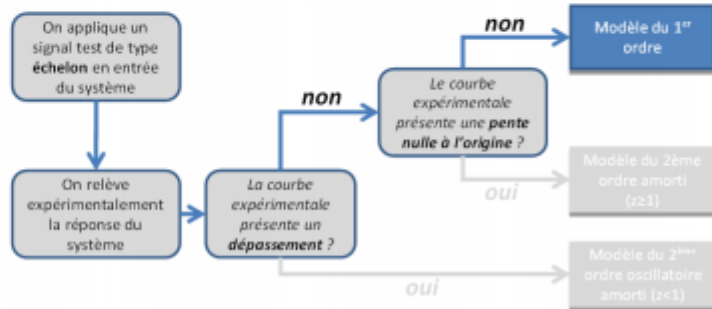 On applique un
signal test de type
échelon en entrée
du système
On relève
expérimentalement
la réponse du
système
La courbe
expérimentale
présente un
dépassement ?
non
oui
Le courbe
expérimentale
présente une pente
nulle à l'origine ?
non
oui
Modèle du 1er
ordre
Modèle du 2ème
ordre amorti
(z≥1)
Modèle du 2ème
ordre oscillatoire
amorti (z<1)